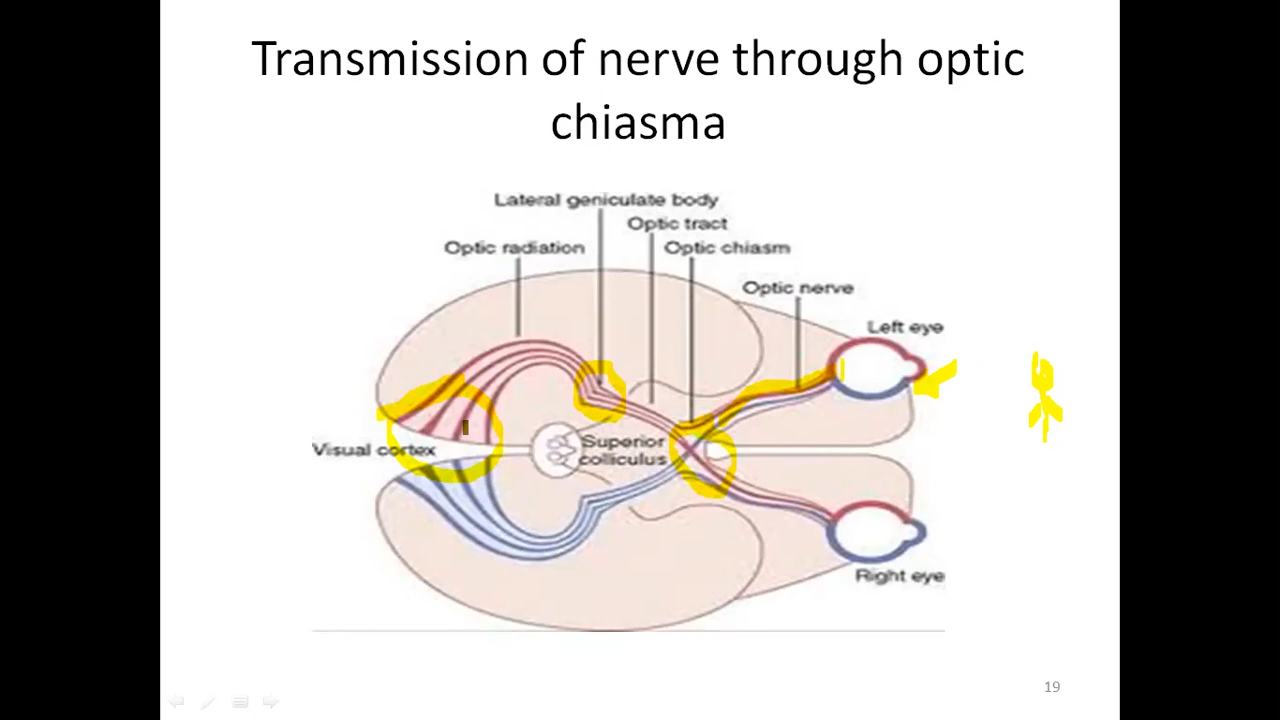 Transmission of nerve through optic
chiasma
Lateral geniculate body
Optic tract
Optic radiation
Optic chiasm
Optic nerve
Left eye
Visual cortex
Superior
colliculus
Right eye
19